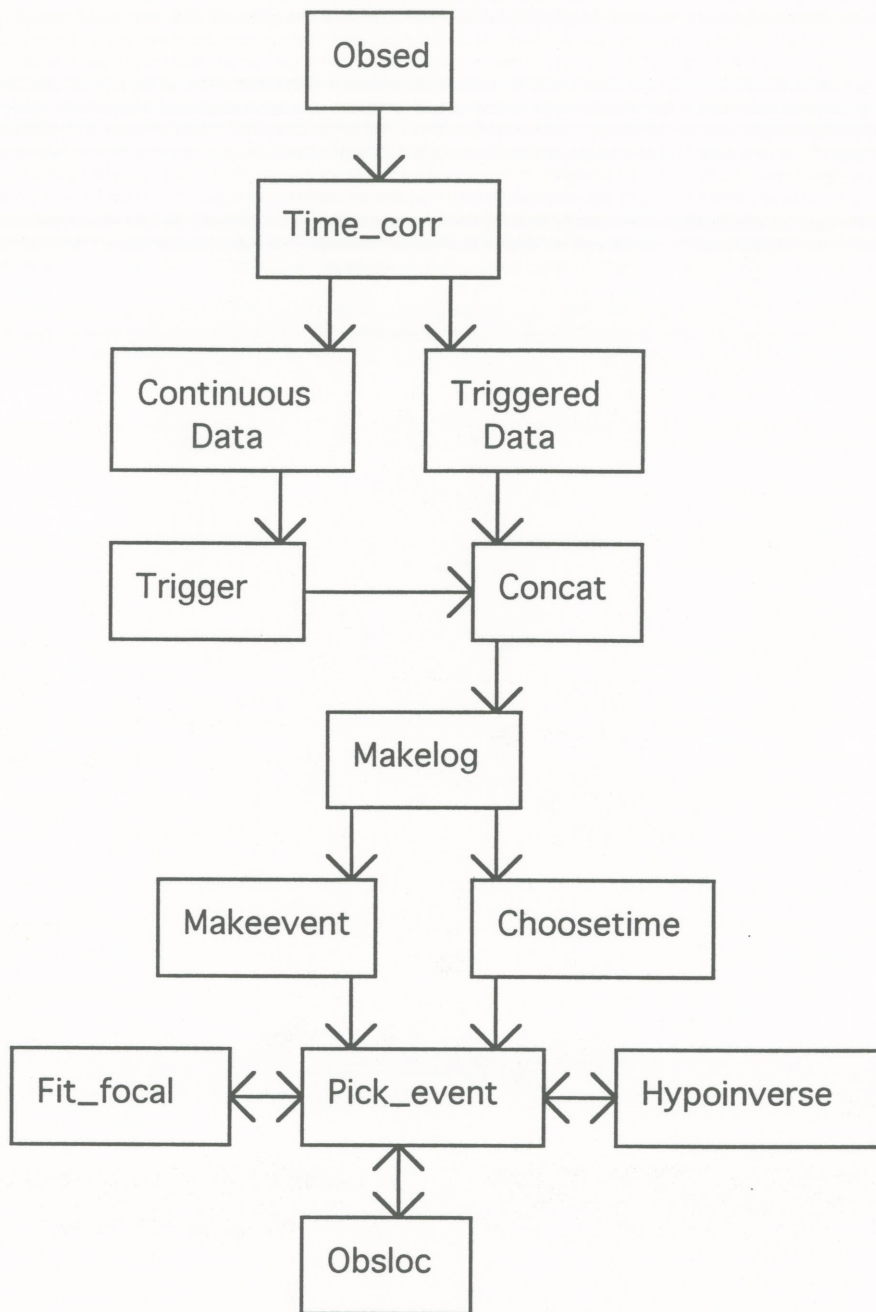 Obsed
Time_corr
Continuous
Data
Triggered
Data
Trigger
Concat
Makelog
Makeevent
Choosetime
Fit_focal
Pick_event
Hypoinverse
Obsloc